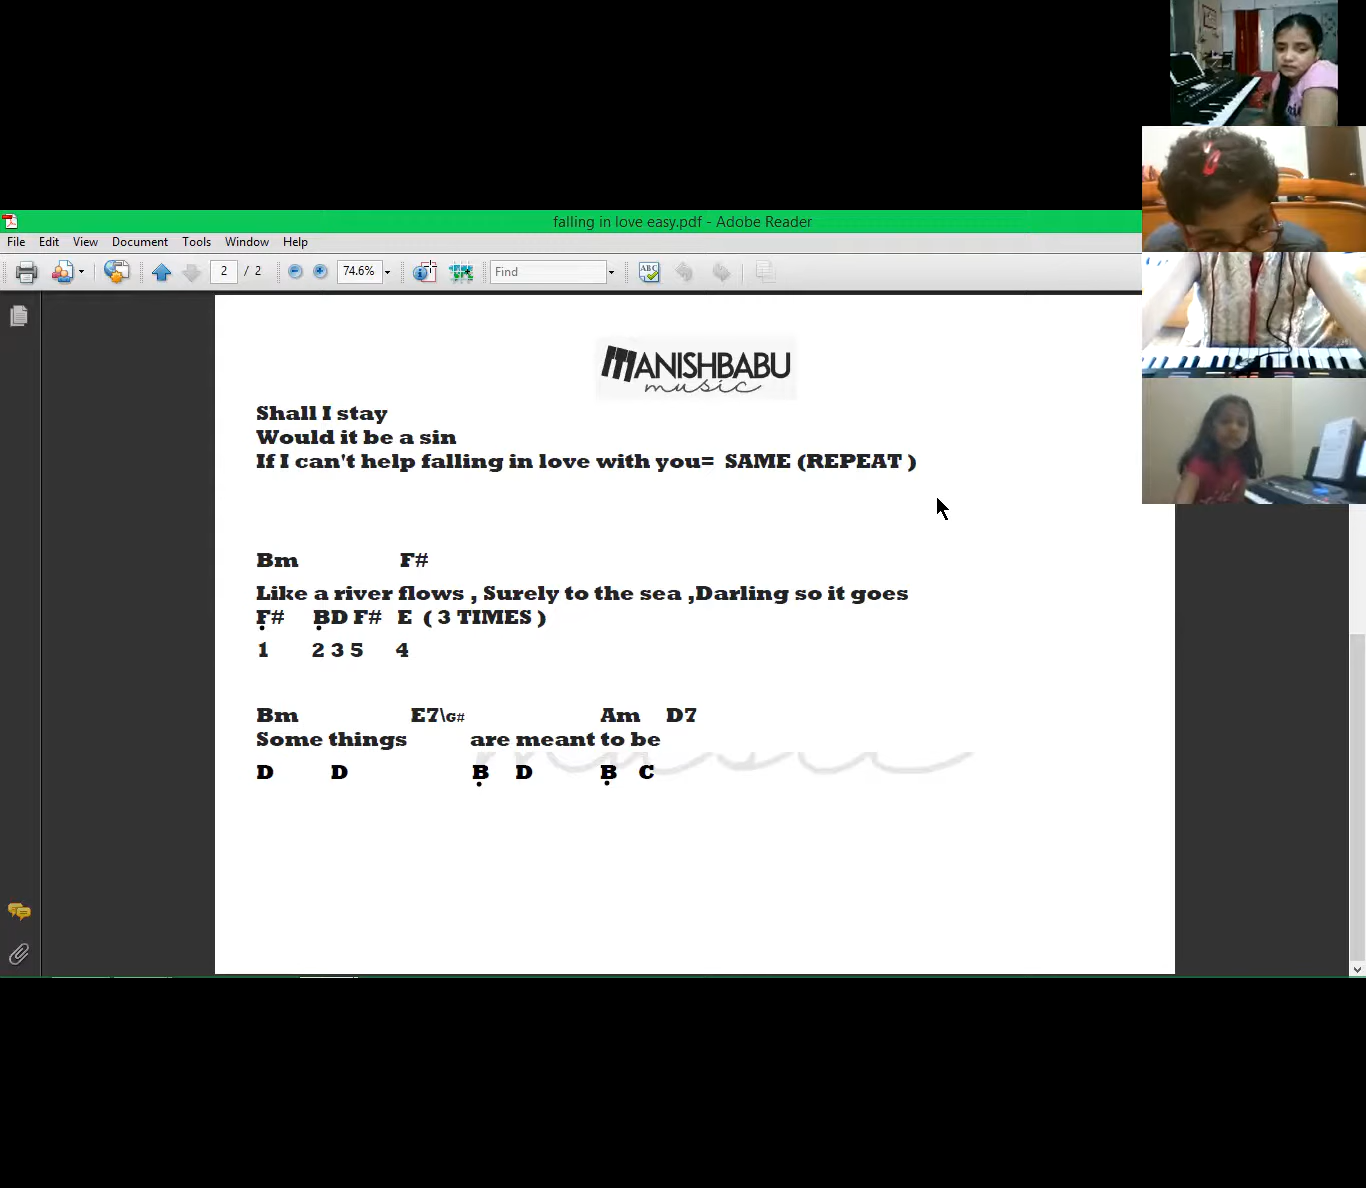 falling in love easy.pdf - Adobe Reader
File Edit View Document Tools Window Help
2 / 2 74.6% Find
MANISHBABU
music
Shall I stay
Would it be a sin
If I can't help falling in love with you= SAME (REPEAT )
Bm F#
Like a river flows , Surely to the sea ,Darling so it goes
F# BD F# E ( 3 TIMES )
1 2 3 5 4
Bm E7\G# Am D7
Some things are meant to be
D D B D B C
music